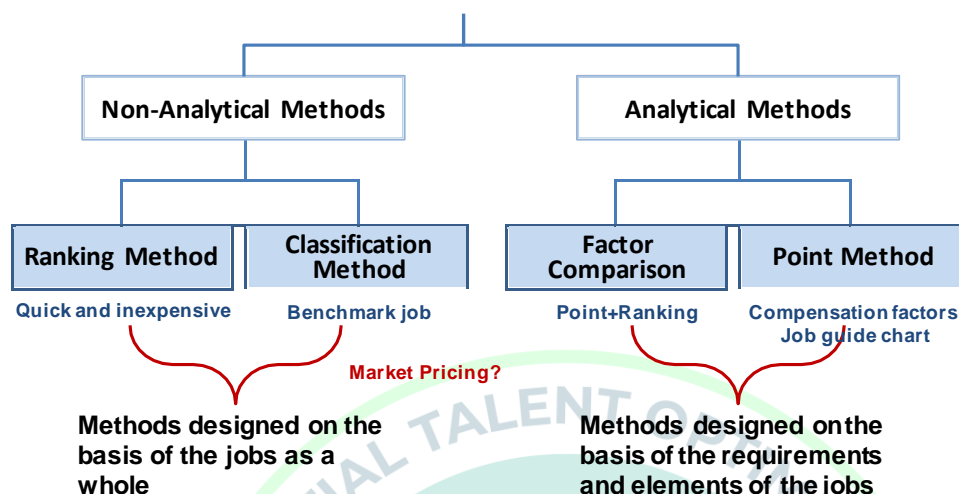 Non-Analytical Methods
Analytical Methods
Ranking Method
Classification
Method
Factor
Comparison
Point Method
Quick and inexpensive
Benchmark job
Point+Ranking
Compensation factors
Job guide chart
Market Pricing?
Methods designed on the
basis of the jobs as a
whole
Methods designed onthe
basis of the requirements
and elements of the jobs
TALENT